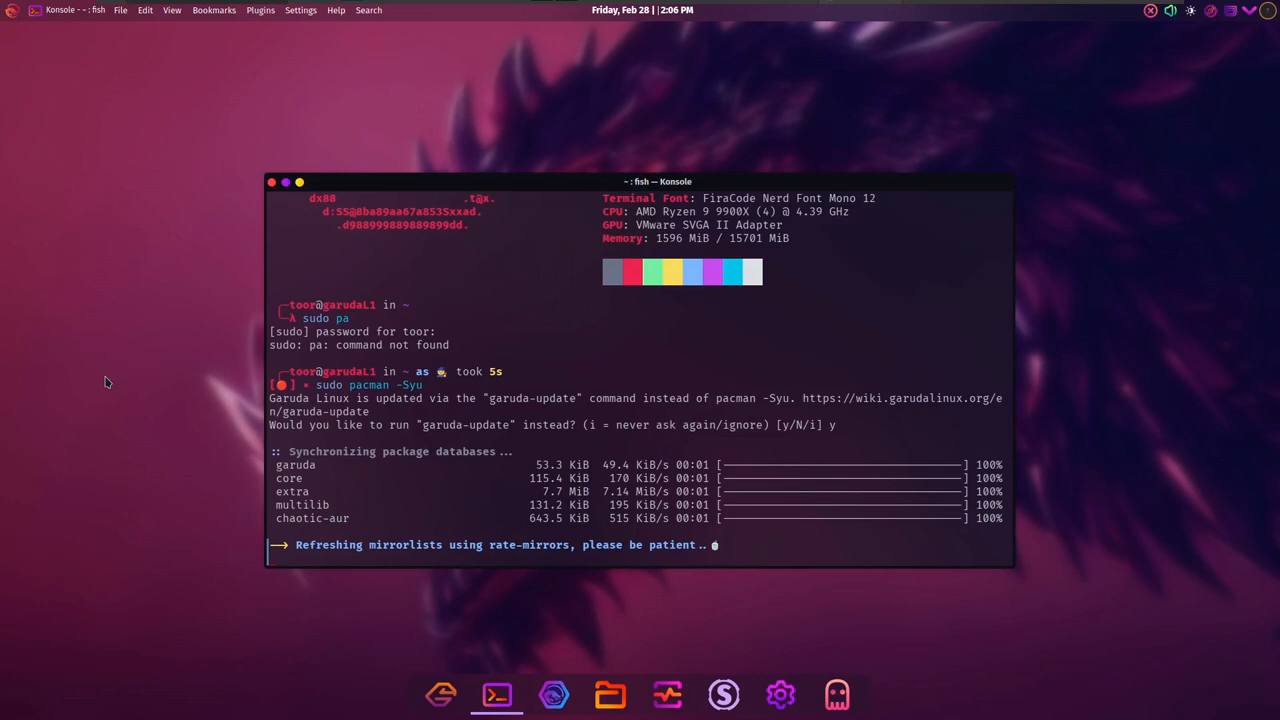 Konsole - ~ : fish File Edit View Bookmarks Plugins Settings Help Search
Friday, Feb 28 | 2:06 PM
~ : fish — Konsole
dx88 .t@x.
d:SS@8ba89aa67a853Sxxad.
.d988999889889899dd.
Terminal Font: FiraCode Nerd Font Mono 12
CPU: AMD Ryzen 9 9900X (4) @ 4.39 GHz
GPU: VMware SVGA II Adapter
Memory: 1596 MiB / 15701 MiB
╭─toor@garudaL1 in ~
╰─λ sudo pa
[sudo] password for toor:
sudo: pa: command not found
╭─toor@garudaL1 in ~ as 🧙 took 5s
[🔴] × sudo pacman -Syu
Garuda Linux is updated via the "garuda-update" command instead of pacman -Syu. https://wiki.garudalinux.org/e
n/garuda-update
Would you like to run "garuda-update" instead? (i = never ask again/ignore) [y/N/i] y
:: Synchronizing package databases...
garuda 53.3 KiB 49.4 KiB/s 00:01 [──────────────────] 100%
core 115.4 KiB 170 KiB/s 00:01 [──────────────────] 100%
extra 7.7 MiB 7.14 MiB/s 00:01 [──────────────────] 100%
multilib 131.2 KiB 195 KiB/s 00:01 [──────────────────] 100%
chaotic-aur 643.5 KiB 515 KiB/s 00:01 [──────────────────] 100%
──> Refreshing mirrorlists using rate-mirrors, please be patient..🍵
S